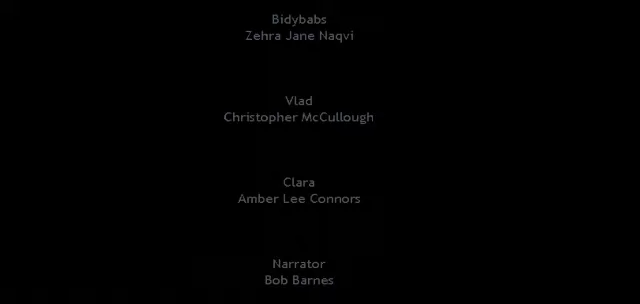 Bidybabs
Zehra Jane Naqvi
Vlad
Christopher McCullough
Clara
Amber Lee Connors
Narrator
Bob Barnes